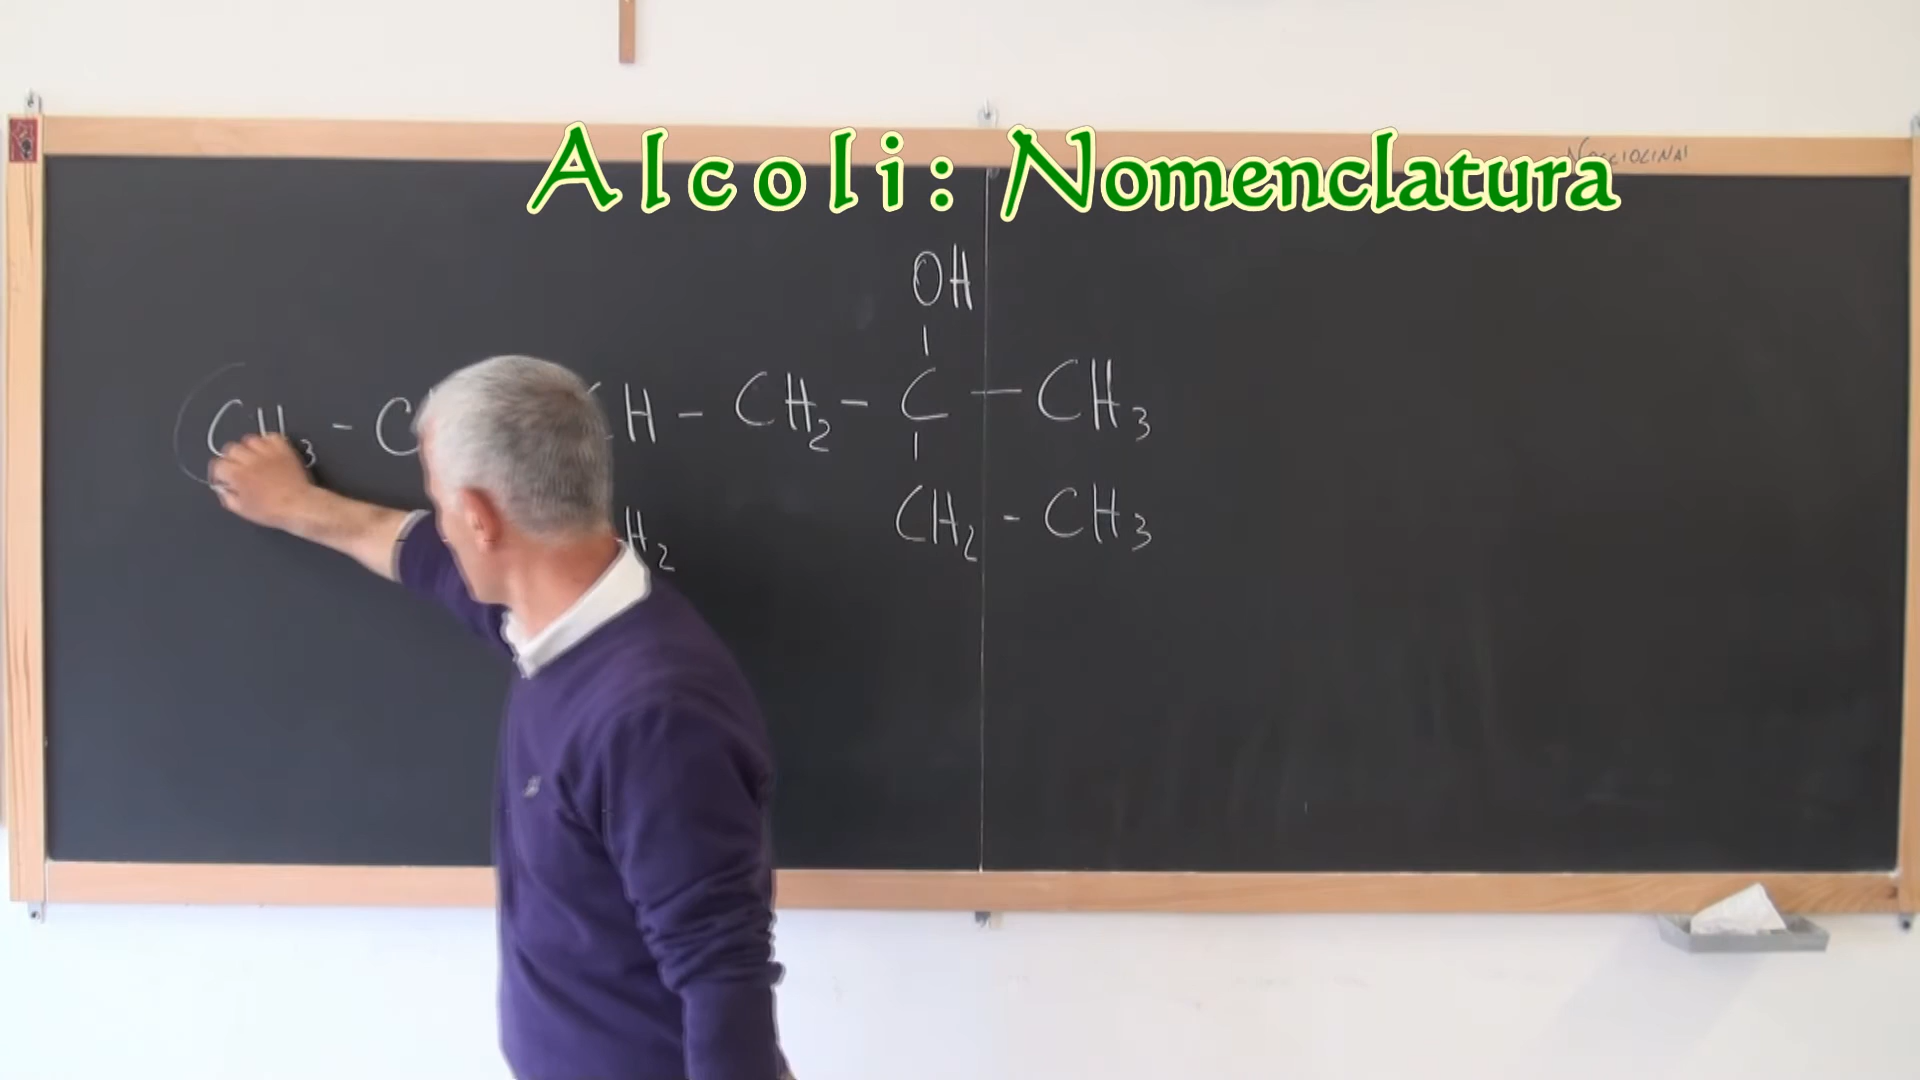 Alcoli: Nomenclatura
OH
CH3 - C H - CH2 - C - CH3
H2 CH2 - CH3